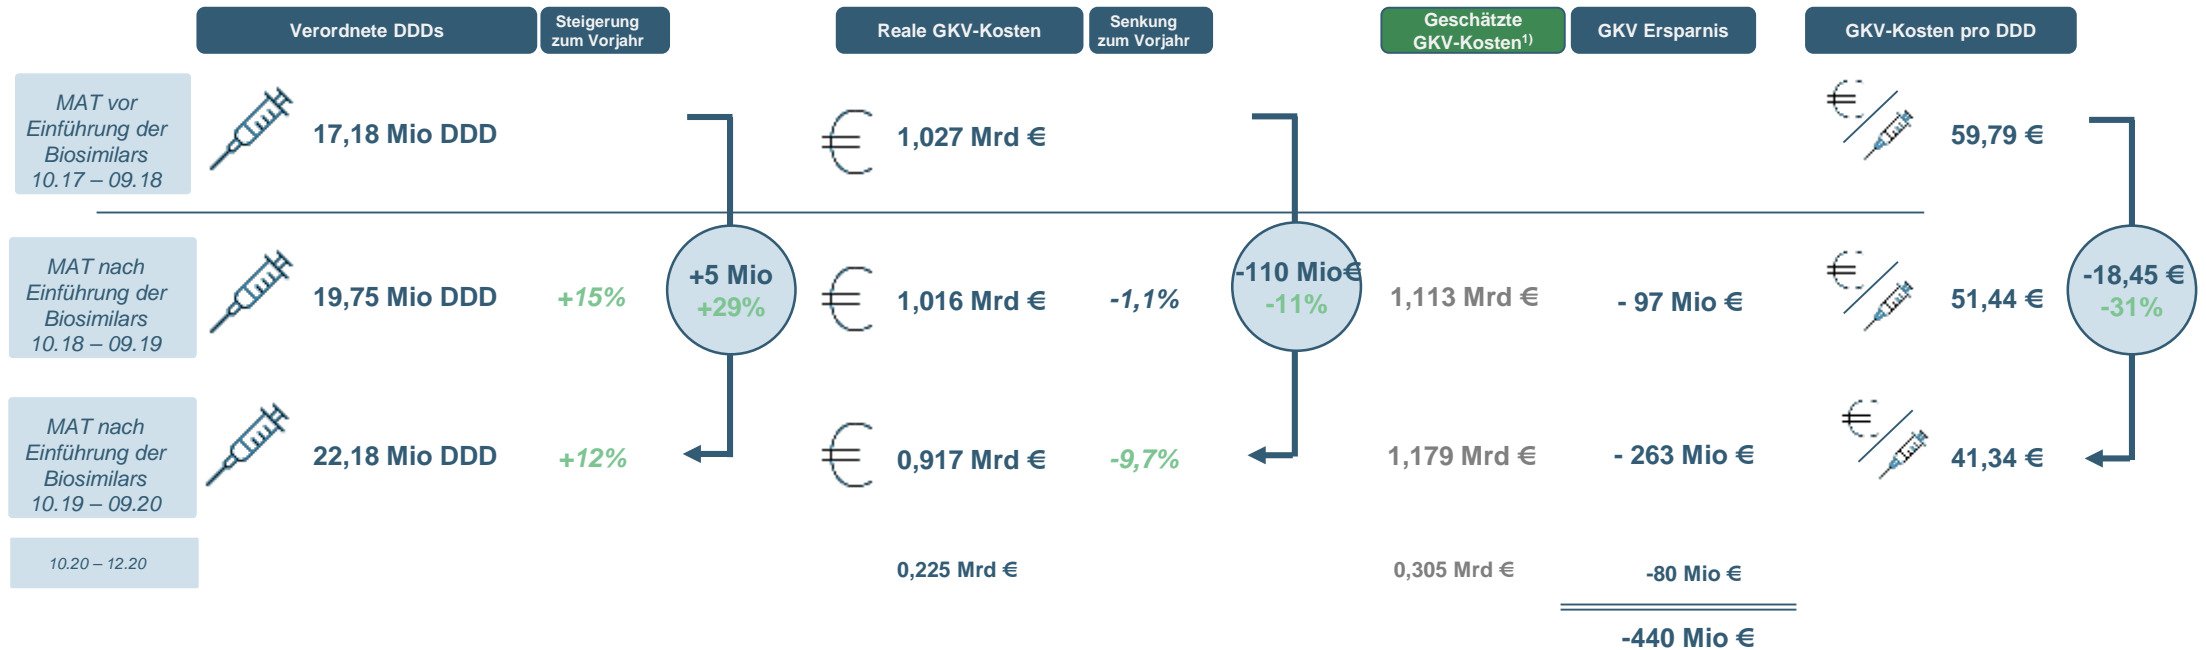 Verordnete DDDs
Steigerung
zum Vorjahr
Reale GKV-Kosten
Senkung
zum Vorjahr
Geschätzte
GKV-Kosten1)
GKV Ersparnis
GKV-Kosten pro DDD
MAT vor
Einführung der
Biosimilars
10.17 – 09.18
17,18 Mio DDD
1,027 Mrd €
59,79 €
MAT nach
Einführung der
Biosimilars
10.18 – 09.19
19,75 Mio DDD
+15%
+5 Mio
+29%
1,016 Mrd €
-1,1%
-110 Mio€
-11%
1,113 Mrd €
- 97 Mio €
51,44 €
-18,45 €
-31%
MAT nach
Einführung der
Biosimilars
10.19 – 09.20
22,18 Mio DDD
+12%
0,917 Mrd €
-9,7%
1,179 Mrd €
- 263 Mio €
41,34 €
10.20 – 12.20
0,225 Mrd €
0,305 Mrd €
-80 Mio €
-440 Mio €